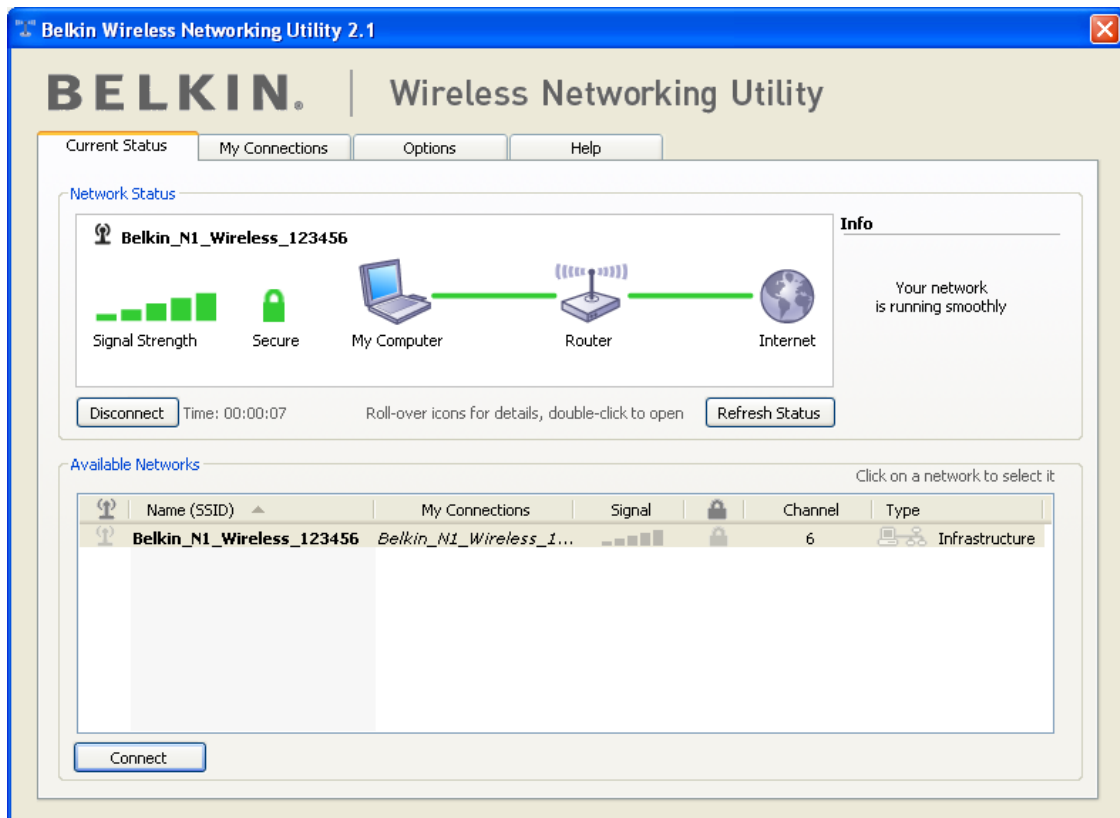 Belkin Wireless Networking Utility 2.1
BELKIN® Wireless Networking Utility
Current Status My Connections Options Help
Network Status
Belkin_N1_Wireless_123456
Info
Your network
is running smoothly
Signal Strength Secure My Computer Router Internet
Disconnect Time: 00:00:07 Roll-over icons for details, double-click to open Refresh Status
Available Networks
Click on a network to select it
Name (SSID) My Connections Signal Channel Type
Belkin_N1_Wireless_123456 Belkin_N1_Wireless_1... 6 Infrastructure
Connect